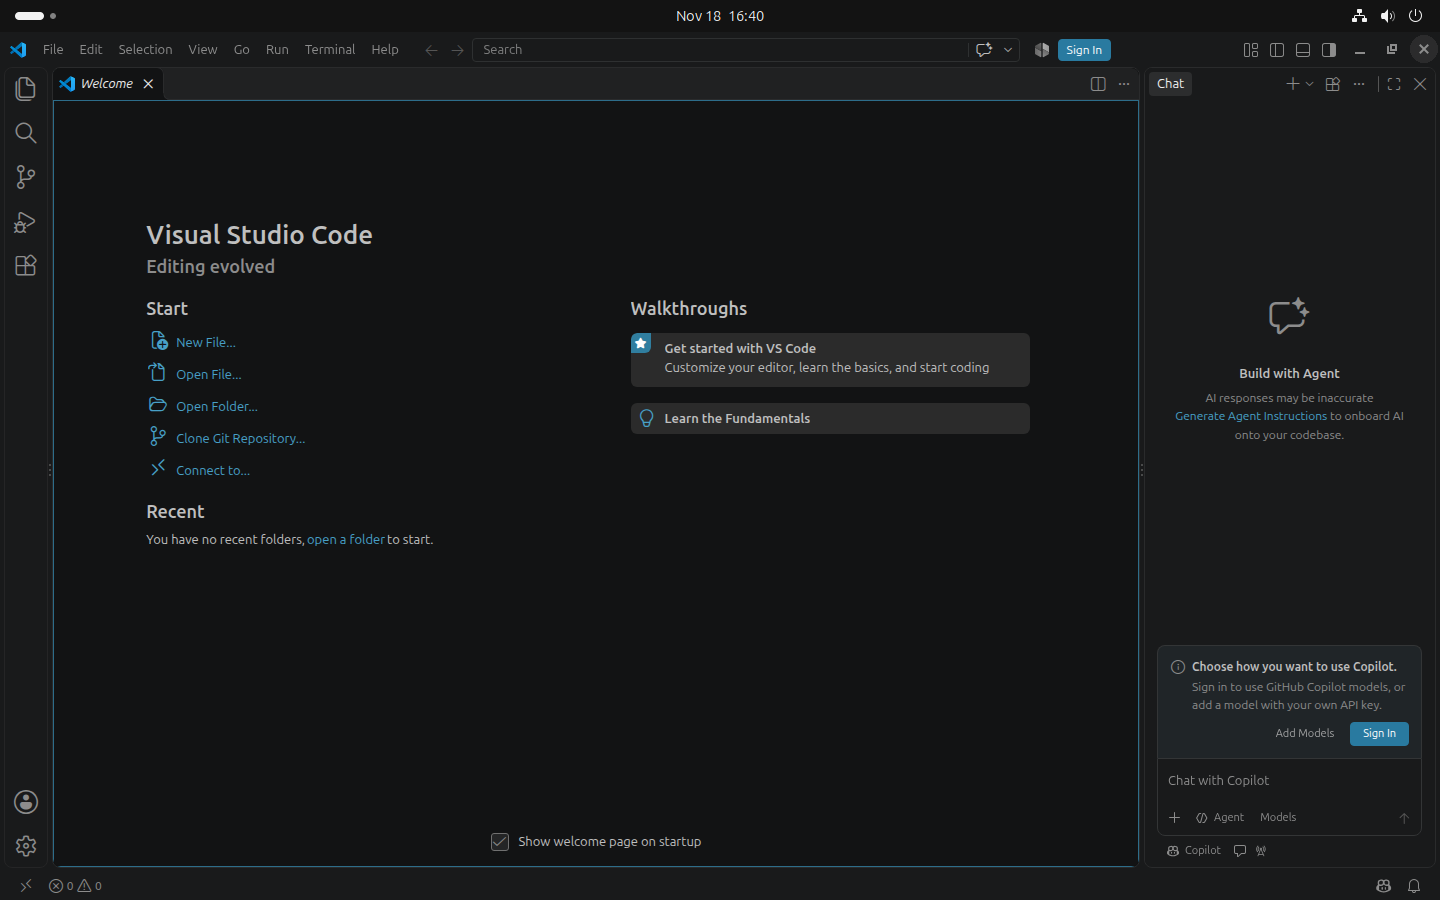 Nov 18 16:40
File Edit Selection View Go Run Terminal Help
Search
Sign In
Welcome
Chat
Visual Studio Code
Editing evolved
Start
New File...
Open File...
Open Folder...
Clone Git Repository...
Connect to...
Recent
You have no recent folders, open a folder to start.
Walkthroughs
Get started with VS Code
Customize your editor, learn the basics, and start coding
Learn the Fundamentals
Show welcome page on startup
Build with Agent
AI responses may be inaccurate
Generate Agent Instructions to onboard AI
onto your codebase.
Choose how you want to use Copilot.
Sign in to use GitHub Copilot models, or
add a model with your own API key.
Add Models Sign In
Chat with Copilot
Agent Models
Copilot
0 0